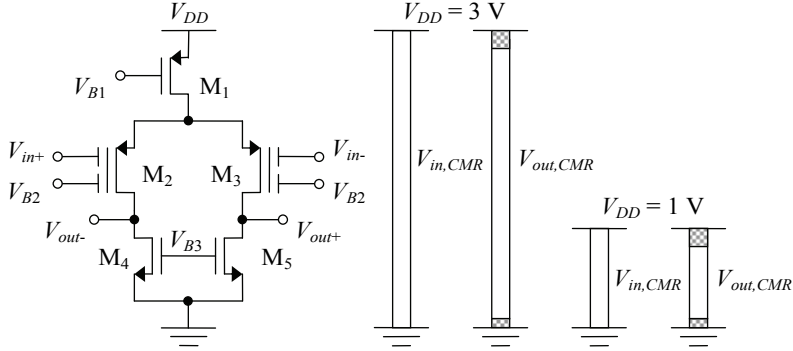 V_DD
V_DD = 3 V
V_B1
M_1
V_in+
V_in-
V_B2
M_2
M_3
V_B2
V_in,CMR
V_out,CMR
V_out-
V_B3
V_out+
M_4
M_5
V_DD = 1 V
V_in,CMR
V_out,CMR